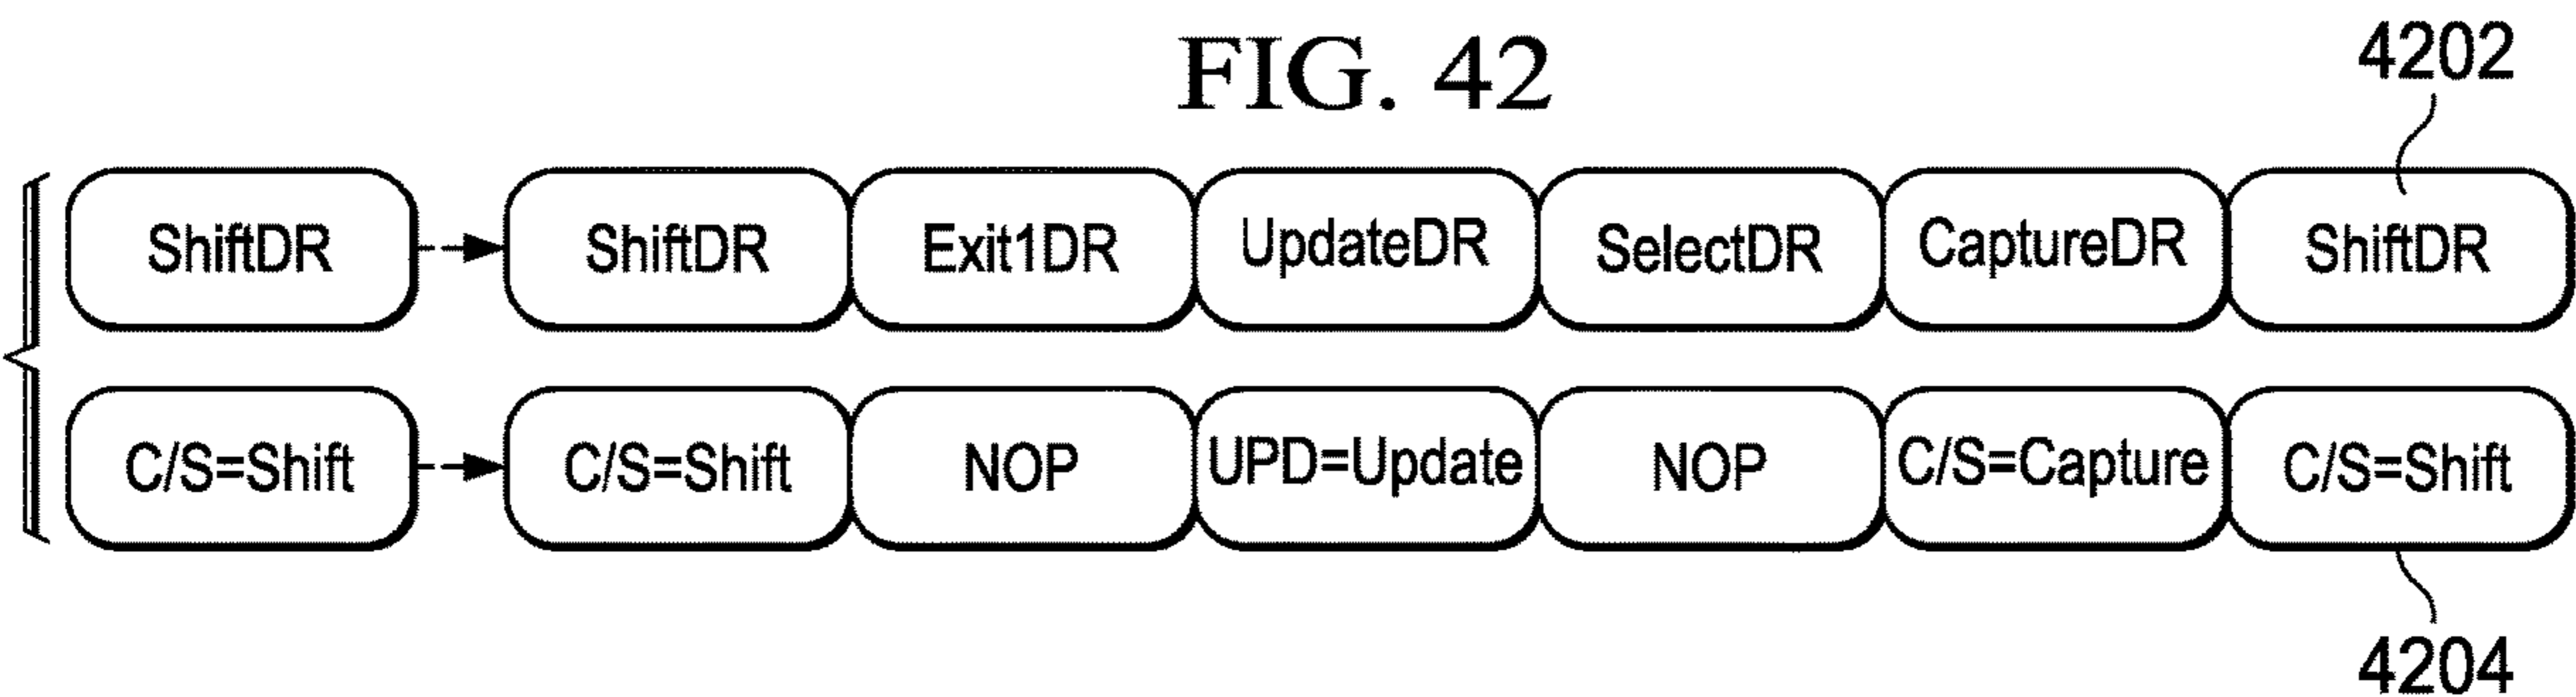 FIG. 42
4202
ShiftDR ShiftDR Exit1DR UpdateDR SelectDR CaptureDR ShiftDR
C/S=Shift C/S=Shift NOP UPD=Update NOP C/S=Capture C/S=Shift
4204